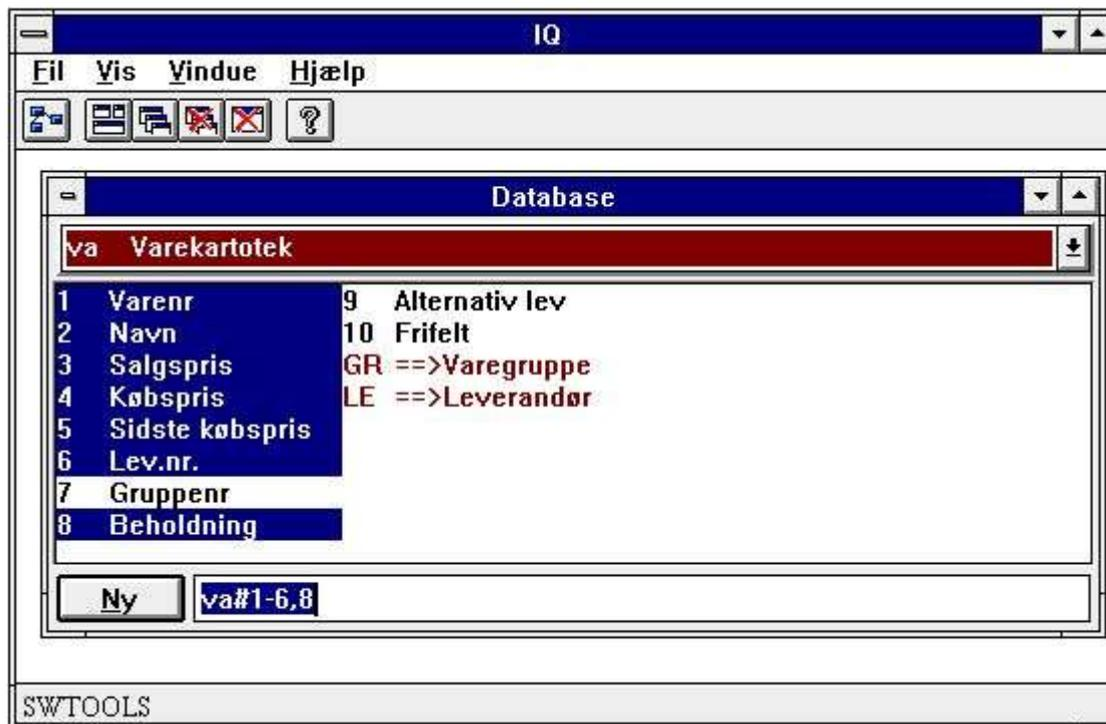 IQ
Fil Vis Vindue Hjælp
Database
va Varekartotek
1 Varenr
2 Navn
3 Salgspris
4 Købspris
5 Sidste købspris
6 Lev.nr.
7 Gruppenr
8 Beholdning
9 Alternativ lev
10 Frifelt
GR ==>Varegruppe
LE ==>Leverandør
Ny va#1-6,8
SWTOOLS